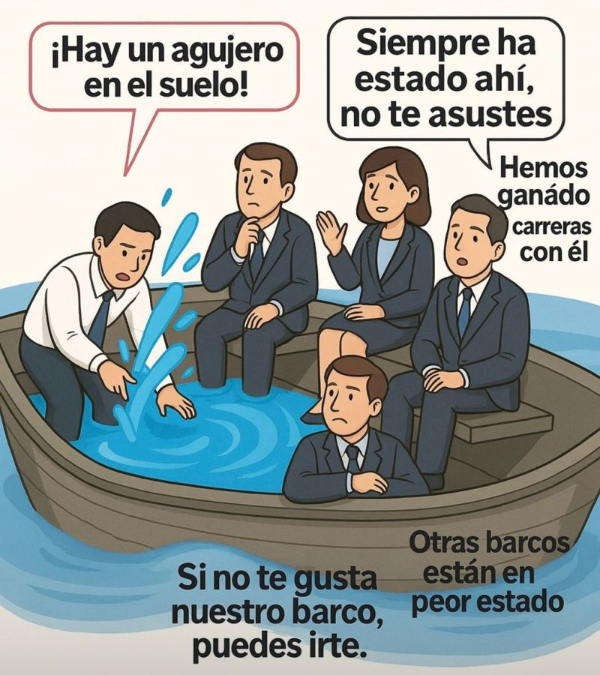 ¡Hay un agujero
en el suelo!
Siempre ha
estado ahí,
no te asustes
Hemos
ganádo
carreras
con él
Otras barcos
están en
peor estado
Si no te gusta
nuestro barco,
puedes irte.